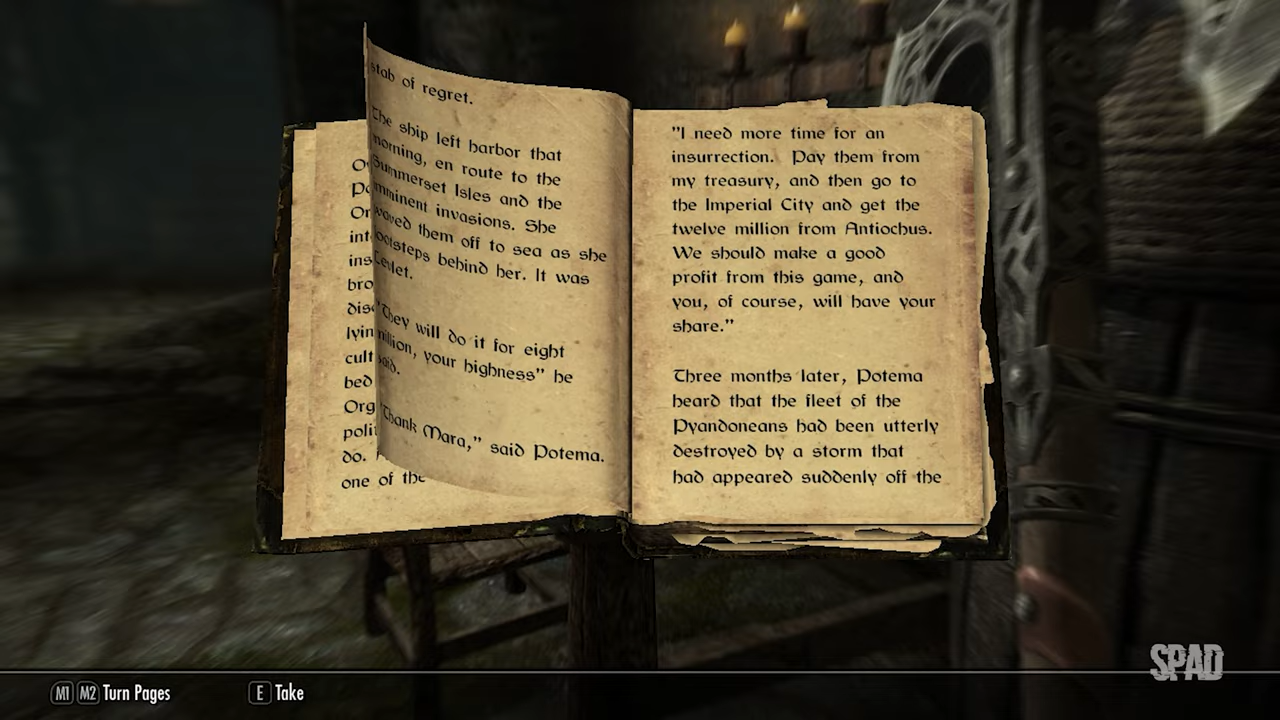 do.
one of the
stab of regret.
The ship left harbor that
morning, en route to the
Summerset Isles and the
mminent invasions. She
waved them off to sea as she
ootsteps behind her. It was
Levlet.
"They will do it for eight
million, your highness" he
said.
"Thank Mara," said Potema.
"I need more time for an
insurrection. Pay them from
my treasury, and then go to
the Imperial City and get the
twelve million from Antiochus.
We should make a good
profit from this game, and
you, of course, will have your
share."
Three months later, Potema
heard that the fleet of the
Pyandoneans had been utterly
destroyed by a storm that
had appeared suddenly off the
SPAD
M1 M2 Turn Pages E Take